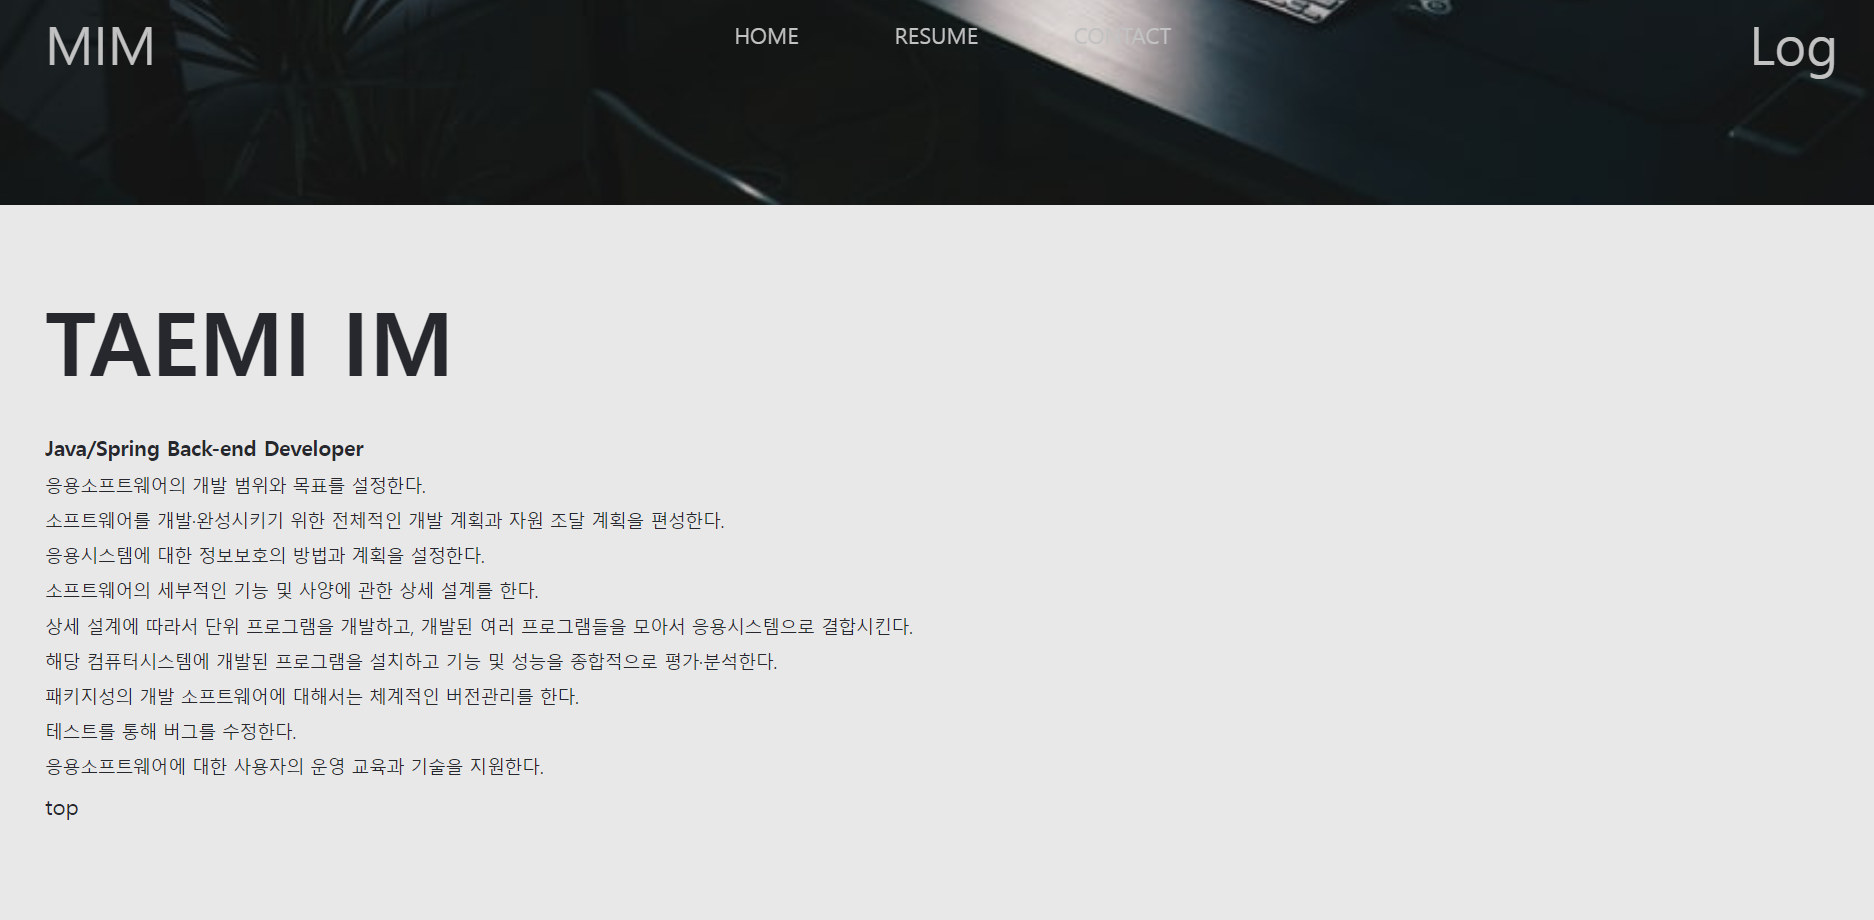 MIM
HOME
RESUME
CONTACT
Log
TAEMI IM
Java/Spring Back-end Developer
응용소프트웨어의 개발 범위와 목표를 설정한다.
소프트웨어를 개발·완성시키기 위한 전체적인 개발 계획과 자원 조달 계획을 편성한다.
응용시스템에 대한 정보보호의 방법과 계획을 설정한다.
소프트웨어의 세부적인 기능 및 사양에 관한 상세 설계를 한다.
상세 설계에 따라서 단위 프로그램을 개발하고, 개발된 여러 프로그램들을 모아서 응용시스템으로 결합시킨다.
해당 컴퓨터시스템에 개발된 프로그램을 설치하고 기능 및 성능을 종합적으로 평가·분석한다.
패키지성의 개발 소프트웨어에 대해서는 체계적인 버전관리를 한다.
테스트를 통해 버그를 수정한다.
응용소프트웨어에 대한 사용자의 운영 교육과 기술을 지원한다.
top